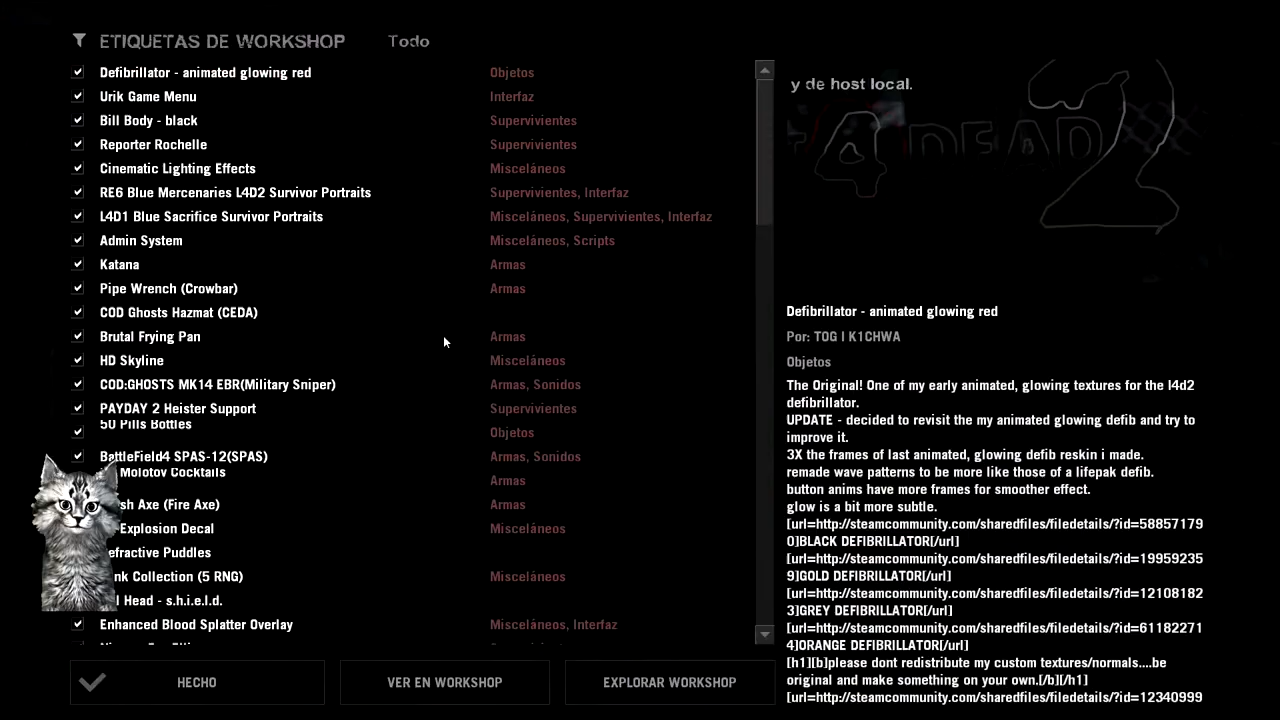 ETIQUETAS DE WORKSHOP Todo
Defibrillator - animated glowing red Objetos
Urik Game Menu Interfaz
Bill Body - black Supervivientes
Reporter Rochelle Supervivientes
Cinematic Lighting Effects Misceláneos
RE6 Blue Mercenaries L4D2 Survivor Portraits Supervivientes, Interfaz
L4D1 Blue Sacrifice Survivor Portraits Misceláneos, Supervivientes, Interfaz
Admin System Misceláneos, Scripts
Katana Armas
Pipe Wrench (Crowbar) Armas
COD Ghosts Hazmat (CEDA)
Brutal Frying Pan Armas
HD Skyline Misceláneos
COD:GHOSTS MK14 EBR(Military Sniper) Armas, Sonidos
PAYDAY 2 Heister Support Supervivientes
50 Pills Bottles Objetos
BattleField4 SPAS-12(SPAS) Armas, Sonidos
Molotov Cocktails Armas
sh Axe (Fire Axe) Armas
Explosion Decal Misceláneos
efractive Puddles
nk Collection (5 RNG) Misceláneos
l Head - s.h.i.e.l.d.
Enhanced Blood Splatter Overlay Misceláneos, Interfaz
HECHO
VER EN WORKSHOP
EXPLORAR WORKSHOP
y de host local.
4 DEAD 2
Defibrillator - animated glowing red
Por: TOG | K1CHWA
Objetos
The Original! One of my early animated, glowing textures for the l4d2
defibrillator.
UPDATE - decided to revisit the my animated glowing defib and try to
improve it.
3X the frames of last animated, glowing defib reskin i made.
remade wave patterns to be more like those of a lifepak defib.
button anims have more frames for smoother effect.
glow is a bit more subtle.
[url=http://steamcommunity.com/sharedfiles/filedetails/?id=58857179
0]BLACK DEFIBRILLATOR[/url]
[url=http://steamcommunity.com/sharedfiles/filedetails/?id=19959235
9]GOLD DEFIBRILLATOR[/url]
[url=http://steamcommunity.com/sharedfiles/filedetails/?id=12108182
3]GREY DEFIBRILLATOR[/url]
[url=http://steamcommunity.com/sharedfiles/filedetails/?id=61182271
4]ORANGE DEFIBRILLATOR[/url]
[h1][b]please dont redistribute my custom textures/normals....be
original and make something on your own.[/b][/h1]
[url=http://steamcommunity.com/sharedfiles/filedetails/?id=12340999